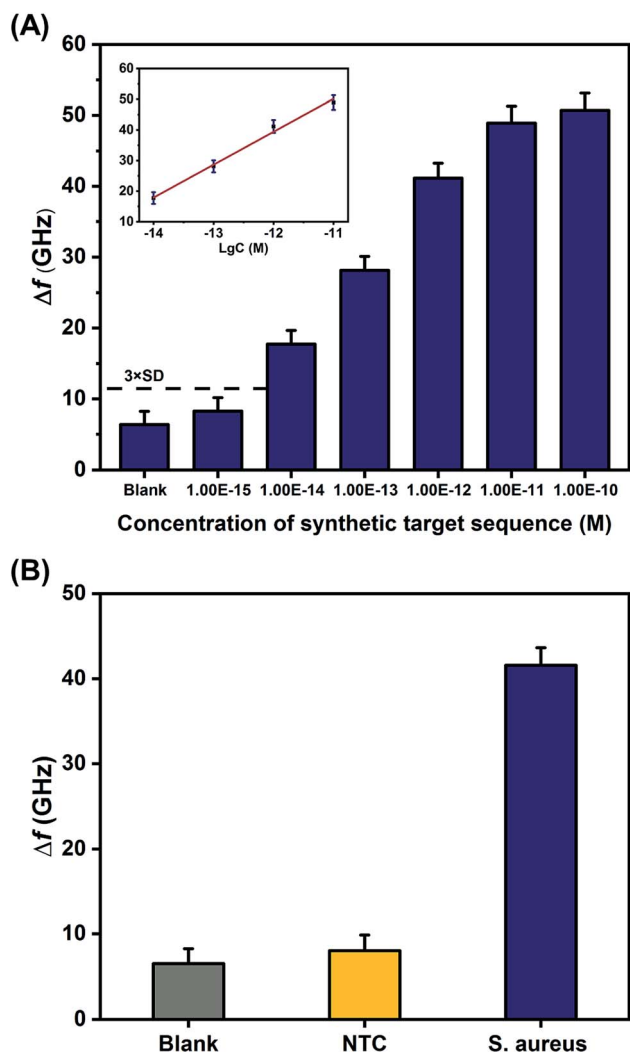 (A)
60
50
40
30
20
10
0
Δf (GHz)
60
50
40
30
20
10
-14 -13 -12 -11
LgC (M)
3×SD
Blank 1.00E-15 1.00E-14 1.00E-13 1.00E-12 1.00E-11 1.00E-10
Concentration of synthetic target sequence (M)
(B)
50
40
30
20
10
0
Δf (GHz)
Blank NTC S. aureus